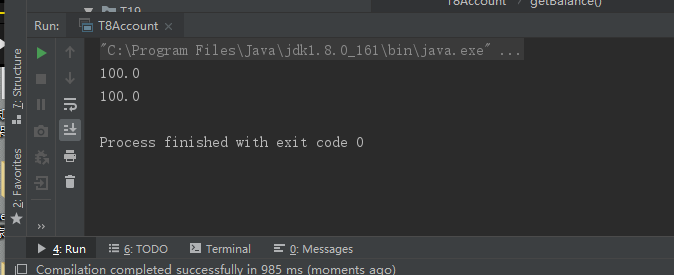 T19
T8Account › getBalance()
Run: T8Account ×
"C:\Program Files\Java\jdk1.8.0_161\bin\java.exe" ...
100.0
100.0
Process finished with exit code 0
7: Structure
2: Favorites
4: Run 6: TODO Terminal 0: Messages
Compilation completed successfully in 985 ms (moments ago)